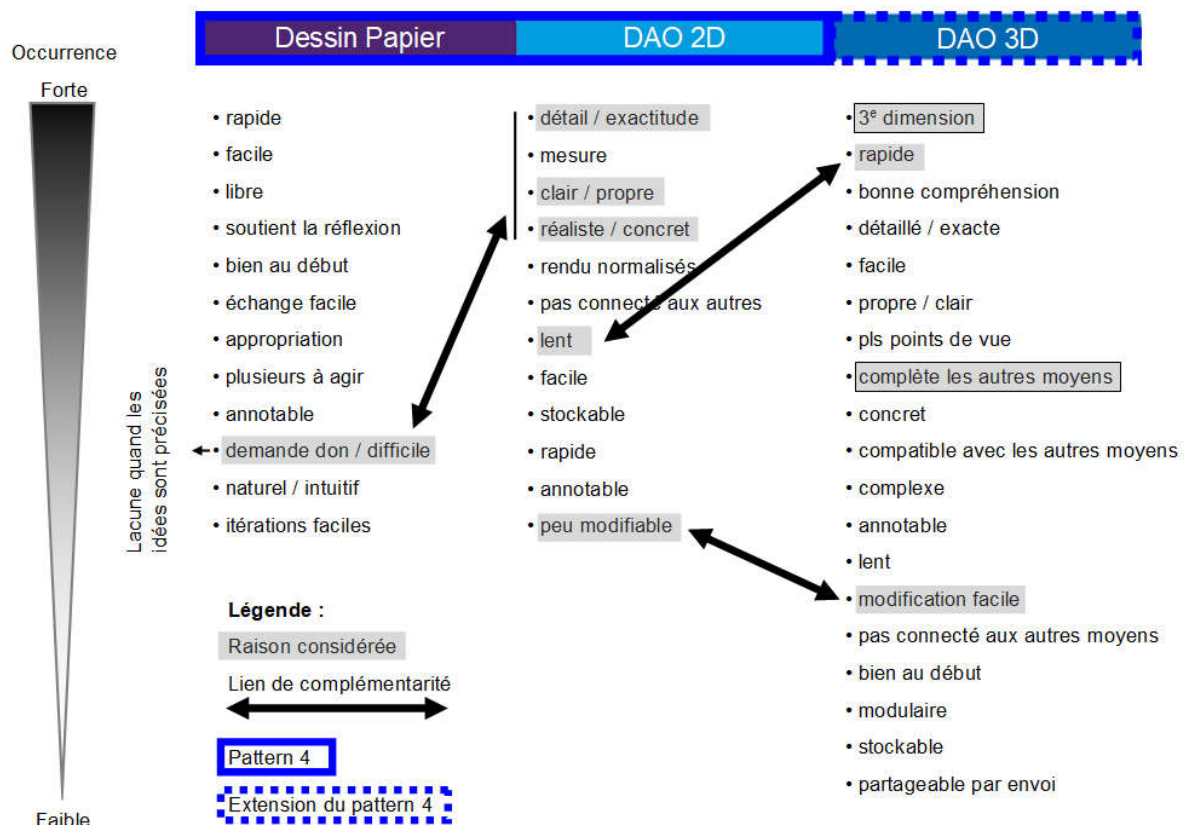 Dessin Papier
DAO 2D
DAO 3D
Occurrence
Forte
• rapide
• facile
• libre
• soutient la réflexion
• bien au début
• échange facile
• appropriation
• plusieurs à agir
• annotable
• demande don / difficile
• naturel / intuitif
• itérations faciles
Lacune quand les
idées sont précisées
• détail / exactitude
• mesure
• clair / propre
• réaliste / concret
• rendu normalisés
• pas connecté aux autres
• lent
• facile
• stockable
• rapide
• annotable
• peu modifiable
• 3e dimension
• rapide
• bonne compréhension
• détaillé / exacte
• facile
• propre / clair
• pls points de vue
• complète les autres moyens
• concret
• compatible avec les autres moyens
• complexe
• annotable
• lent
• modification facile
• pas connecté aux autres moyens
• bien au début
• modulaire
• stockable
• partageable par envoi
Légende :
Raison considérée
Lien de complémentarité
Pattern 4
Extension du pattern 4
Faible